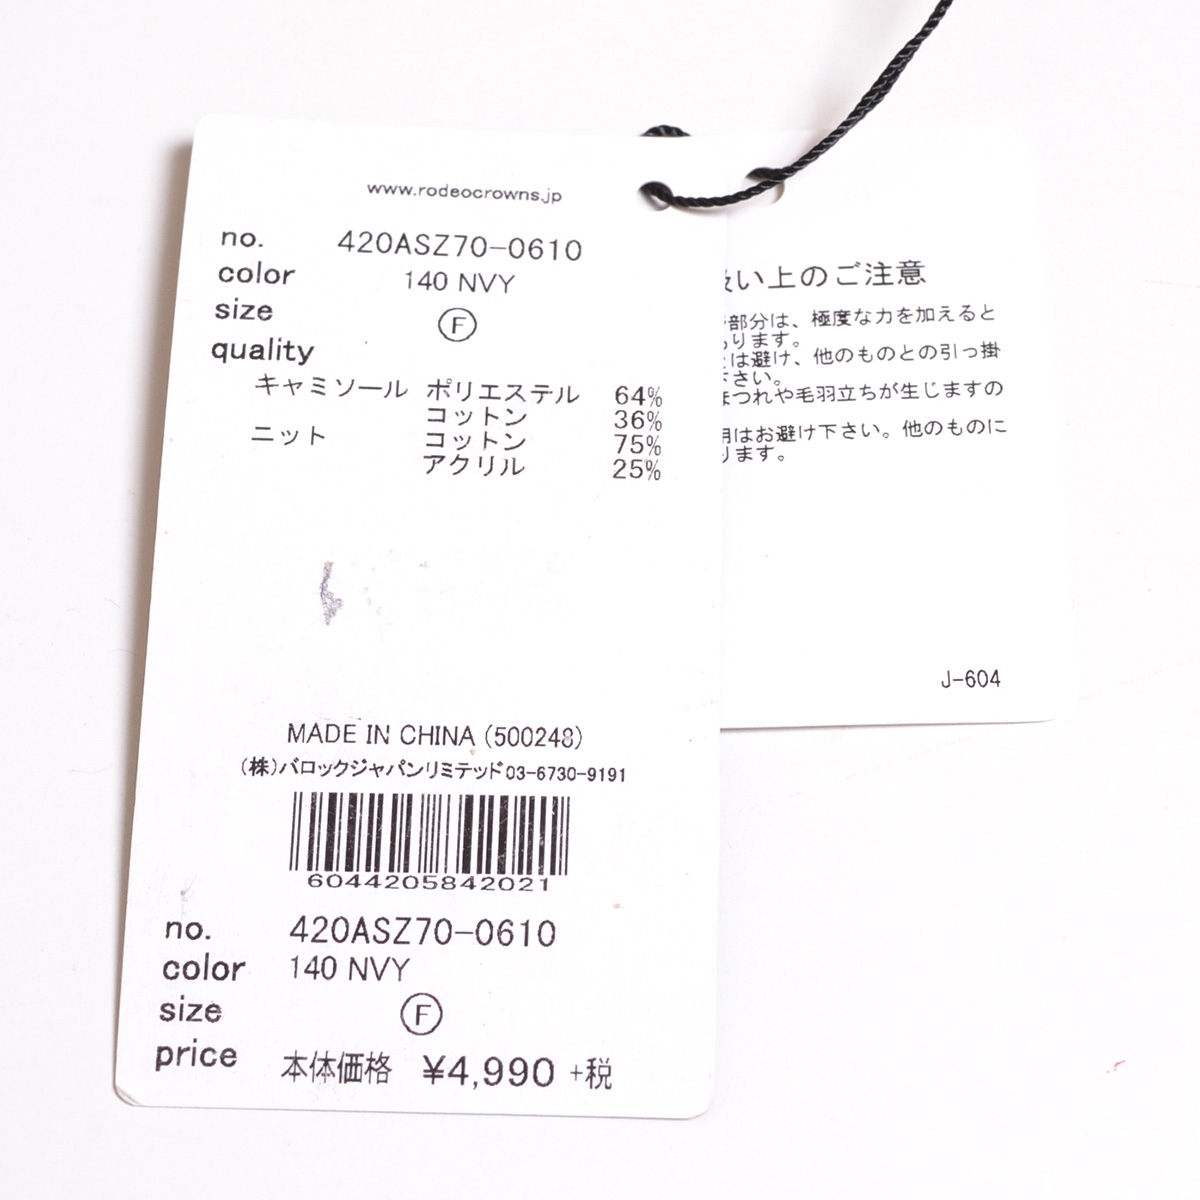 www.rodeocrowns.jp
no. 420ASZ70-0610
color 140 NVY
size F
quality
キャミソール ポリエステル 64%
コットン 36%
ニット コットン 75%
アクリル 25%
MADE IN CHINA (500248)
(株)バロックジャパンリミテッド 03-6730-9191
6044205842021
no. 420ASZ70-0610
color 140 NVY
size F
price 本体価格 ¥4,990 +税
い上のご注意
部分は、極度な力を加えると
ります。
は避け、他のものとの引っ掛
さい。
つれや毛羽立ちが生じますの
はお避け下さい。他のものに
ります。
J-604